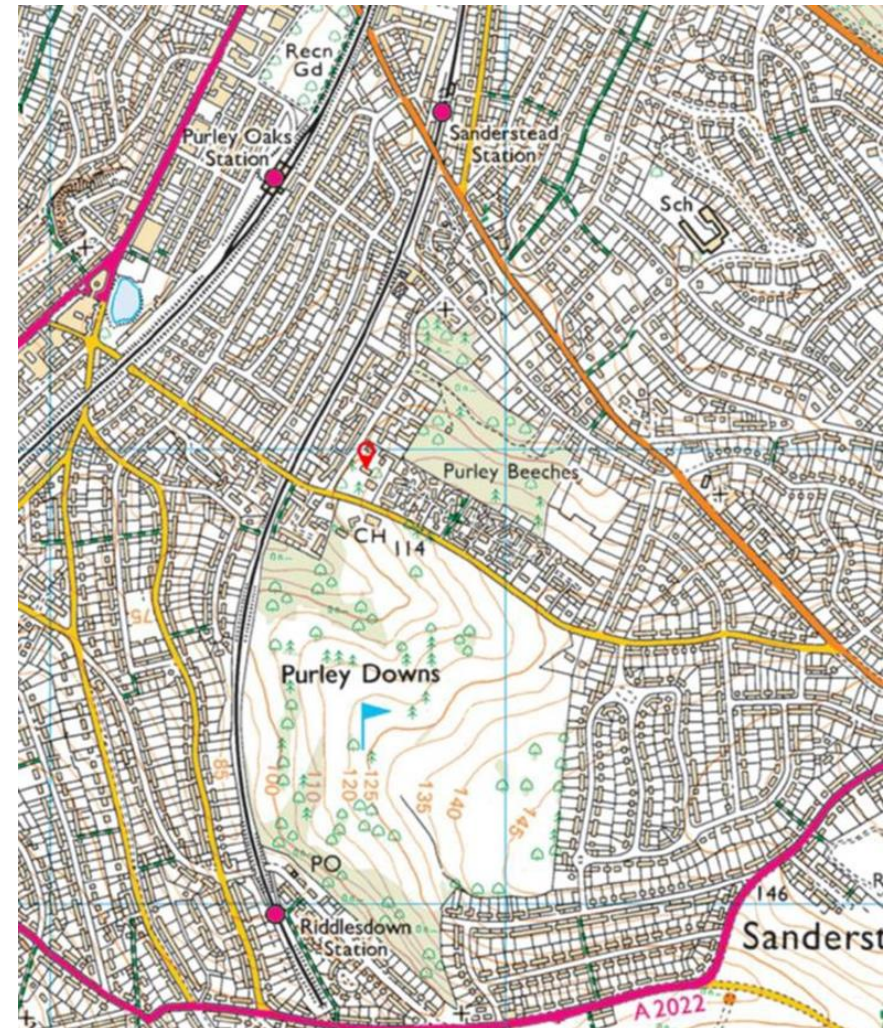 Recn
Gd
Purley Oaks
Station
Sanderstead
Station
Sch
Purley Beeches
CH
114
75
Purley Downs
85
100
110
120
125
135
140
145
PO
146
Riddlesdown
Station
Sanderst
R
A 2022